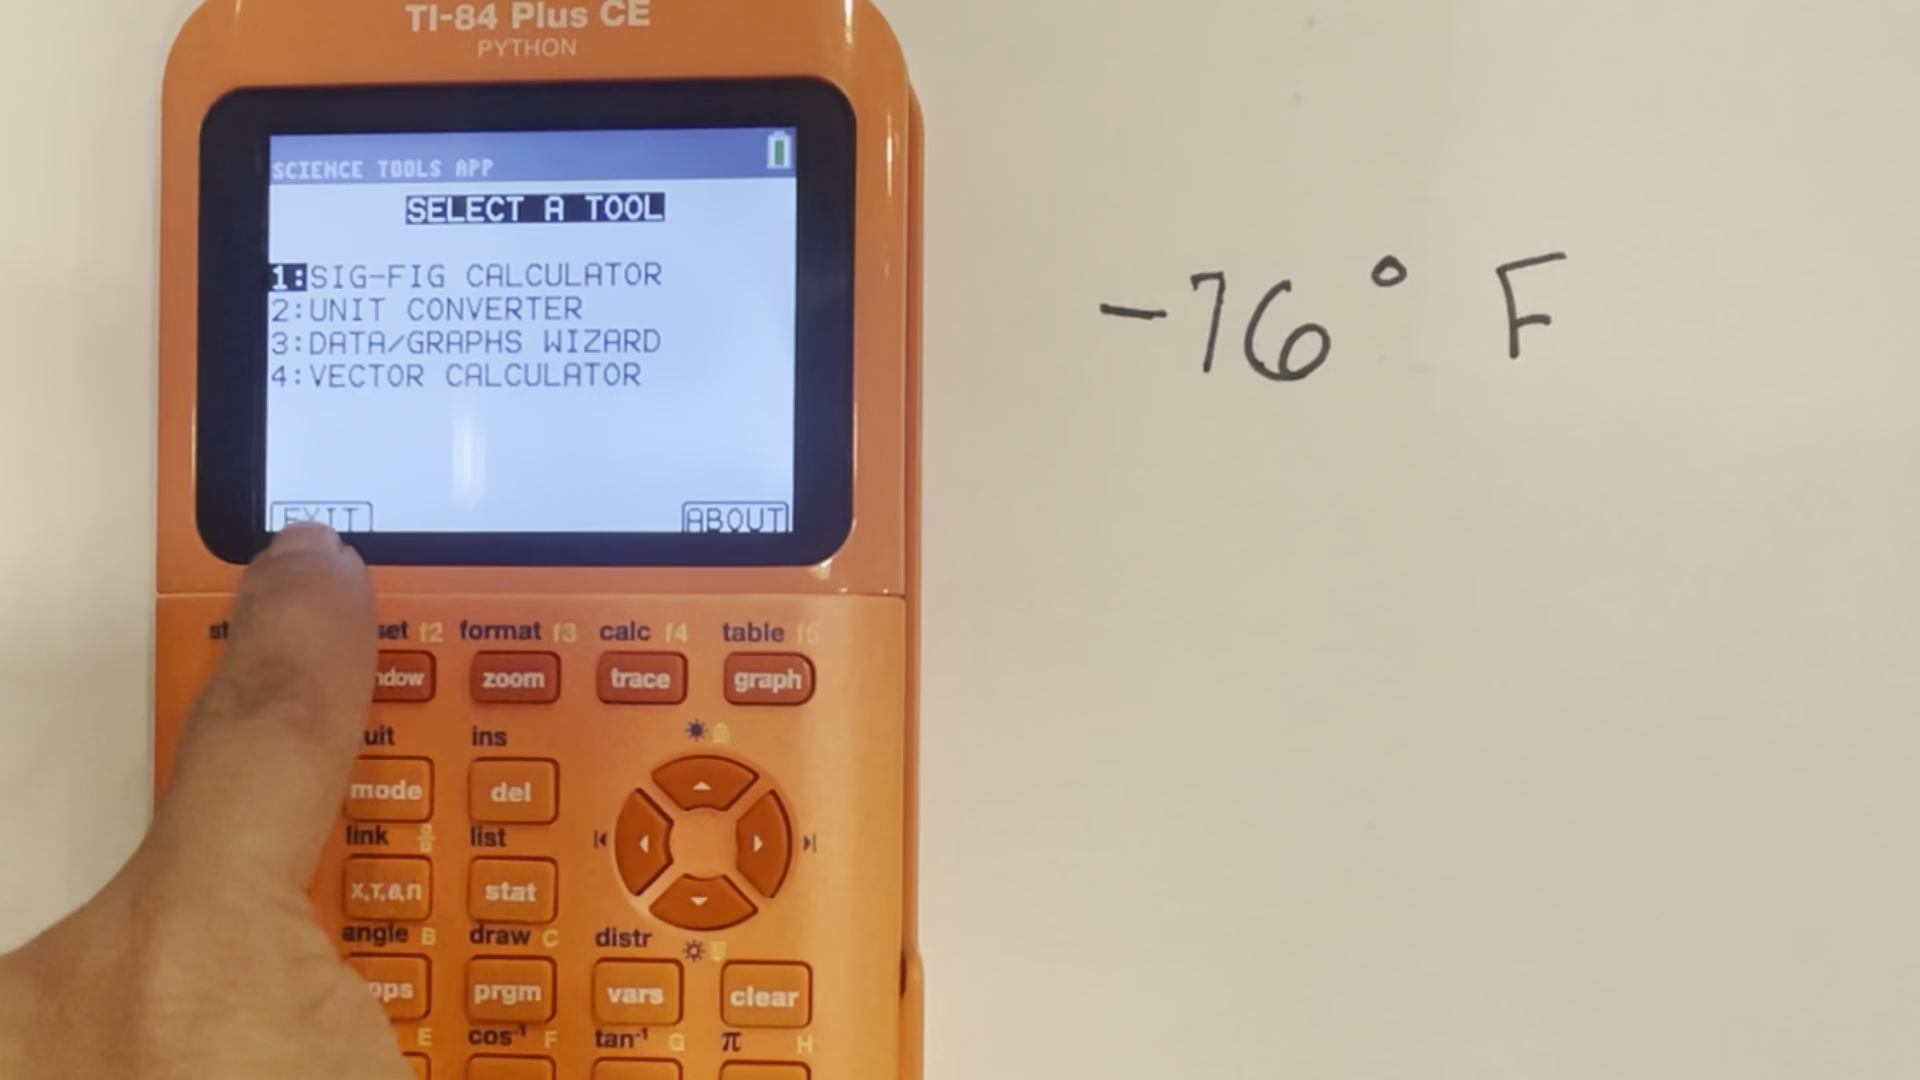 TI-84 Plus CE
PYTHON
SCIENCE TOOLS APP
SELECT A TOOL
1:SIG-FIG CALCULATOR
2:UNIT CONVERTER
3:DATA/GRAPHS WIZARD
4:VECTOR CALCULATOR
EXIT ABOUT
-76° F
f2 format f3 calc f4 table f5
zoom trace graph
ins
mode del
link list
X,T,θ,n stat
angle B draw C distr
prgm vars clear
E cos⁻¹ F tan⁻¹ G π H